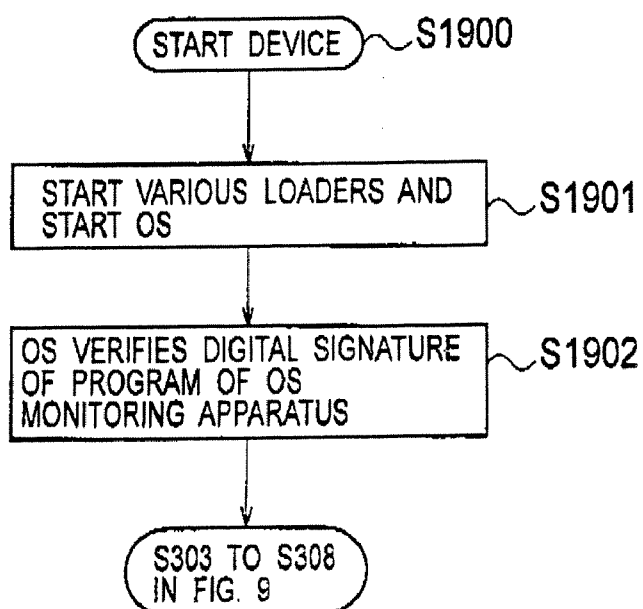 START DEVICE
S1900
START VARIOUS LOADERS AND
START OS
S1901
OS VERIFIES DIGITAL SIGNATURE
OF PROGRAM OF OS
MONITORING APPARATUS
S1902
S303 TO S308
IN FIG. 9